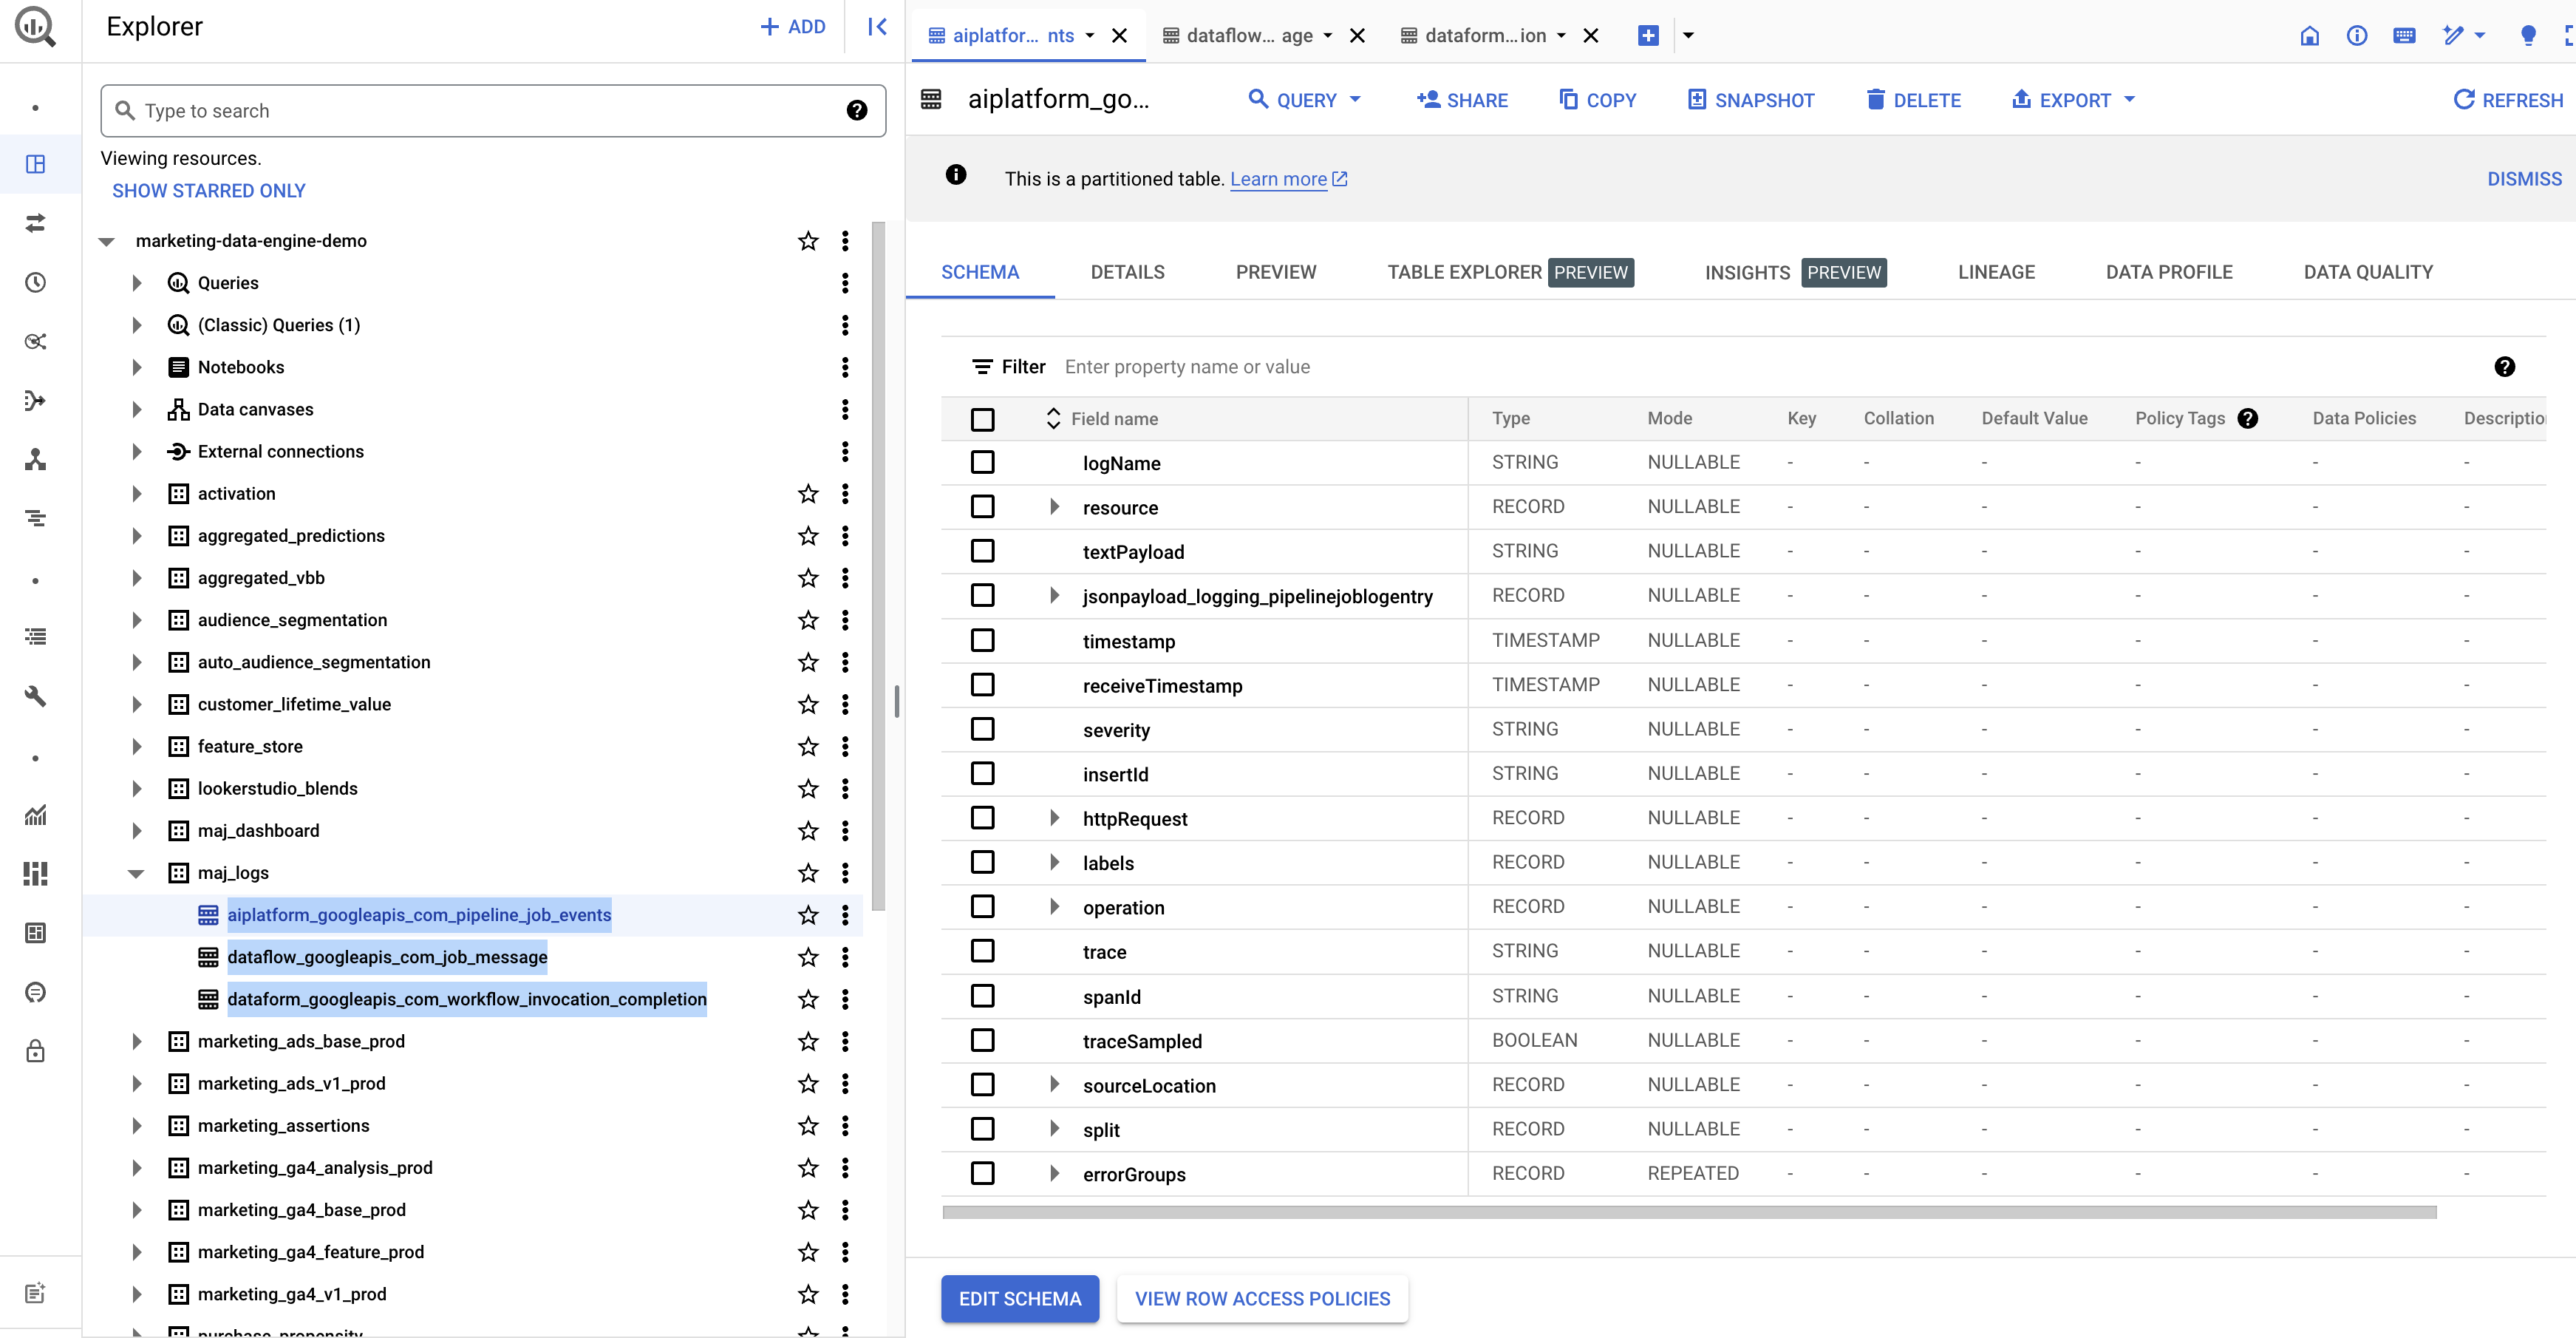 Explorer
+ ADD
Type to search
Viewing resources.
SHOW STARRED ONLY
marketing-data-engine-demo
Queries
(Classic) Queries (1)
Notebooks
Data canvases
External connections
activation
aggregated_predictions
aggregated_vbb
audience_segmentation
auto_audience_segmentation
customer_lifetime_value
feature_store
lookerstudio_blends
maj_dashboard
maj_logs
aiplatform_googleapis_com_pipeline_job_events
dataflow_googleapis_com_job_message
dataform_googleapis_com_workflow_invocation_completion
marketing_ads_base_prod
marketing_ads_v1_prod
marketing_assertions
marketing_ga4_analysis_prod
marketing_ga4_base_prod
marketing_ga4_feature_prod
marketing_ga4_v1_prod
purchase_propensity
aiplatfor... nts dataflow... age dataform...ion
aiplatform_go... QUERY SHARE COPY SNAPSHOT DELETE EXPORT REFRESH
This is a partitioned table. Learn more DISMISS
SCHEMA DETAILS PREVIEW TABLE EXPLORER PREVIEW INSIGHTS PREVIEW LINEAGE DATA PROFILE DATA QUALITY
Filter Enter property name or value
Field name Type Mode Key Collation Default Value Policy Tags Data Policies Descriptio
logName STRING NULLABLE - - - - - -
resource RECORD NULLABLE - - - - - -
textPayload STRING NULLABLE - - - - - -
jsonpayload_logging_pipelinejoblogentry RECORD NULLABLE - - - - - -
timestamp TIMESTAMP NULLABLE - - - - - -
receiveTimestamp TIMESTAMP NULLABLE - - - - - -
severity STRING NULLABLE - - - - - -
insertId STRING NULLABLE - - - - - -
httpRequest RECORD NULLABLE - - - - - -
labels RECORD NULLABLE - - - - - -
operation RECORD NULLABLE - - - - - -
trace STRING NULLABLE - - - - - -
spanId STRING NULLABLE - - - - - -
traceSampled BOOLEAN NULLABLE - - - - - -
sourceLocation RECORD NULLABLE - - - - - -
split RECORD NULLABLE - - - - - -
errorGroups RECORD REPEATED - - - - - -
EDIT SCHEMA VIEW ROW ACCESS POLICIES